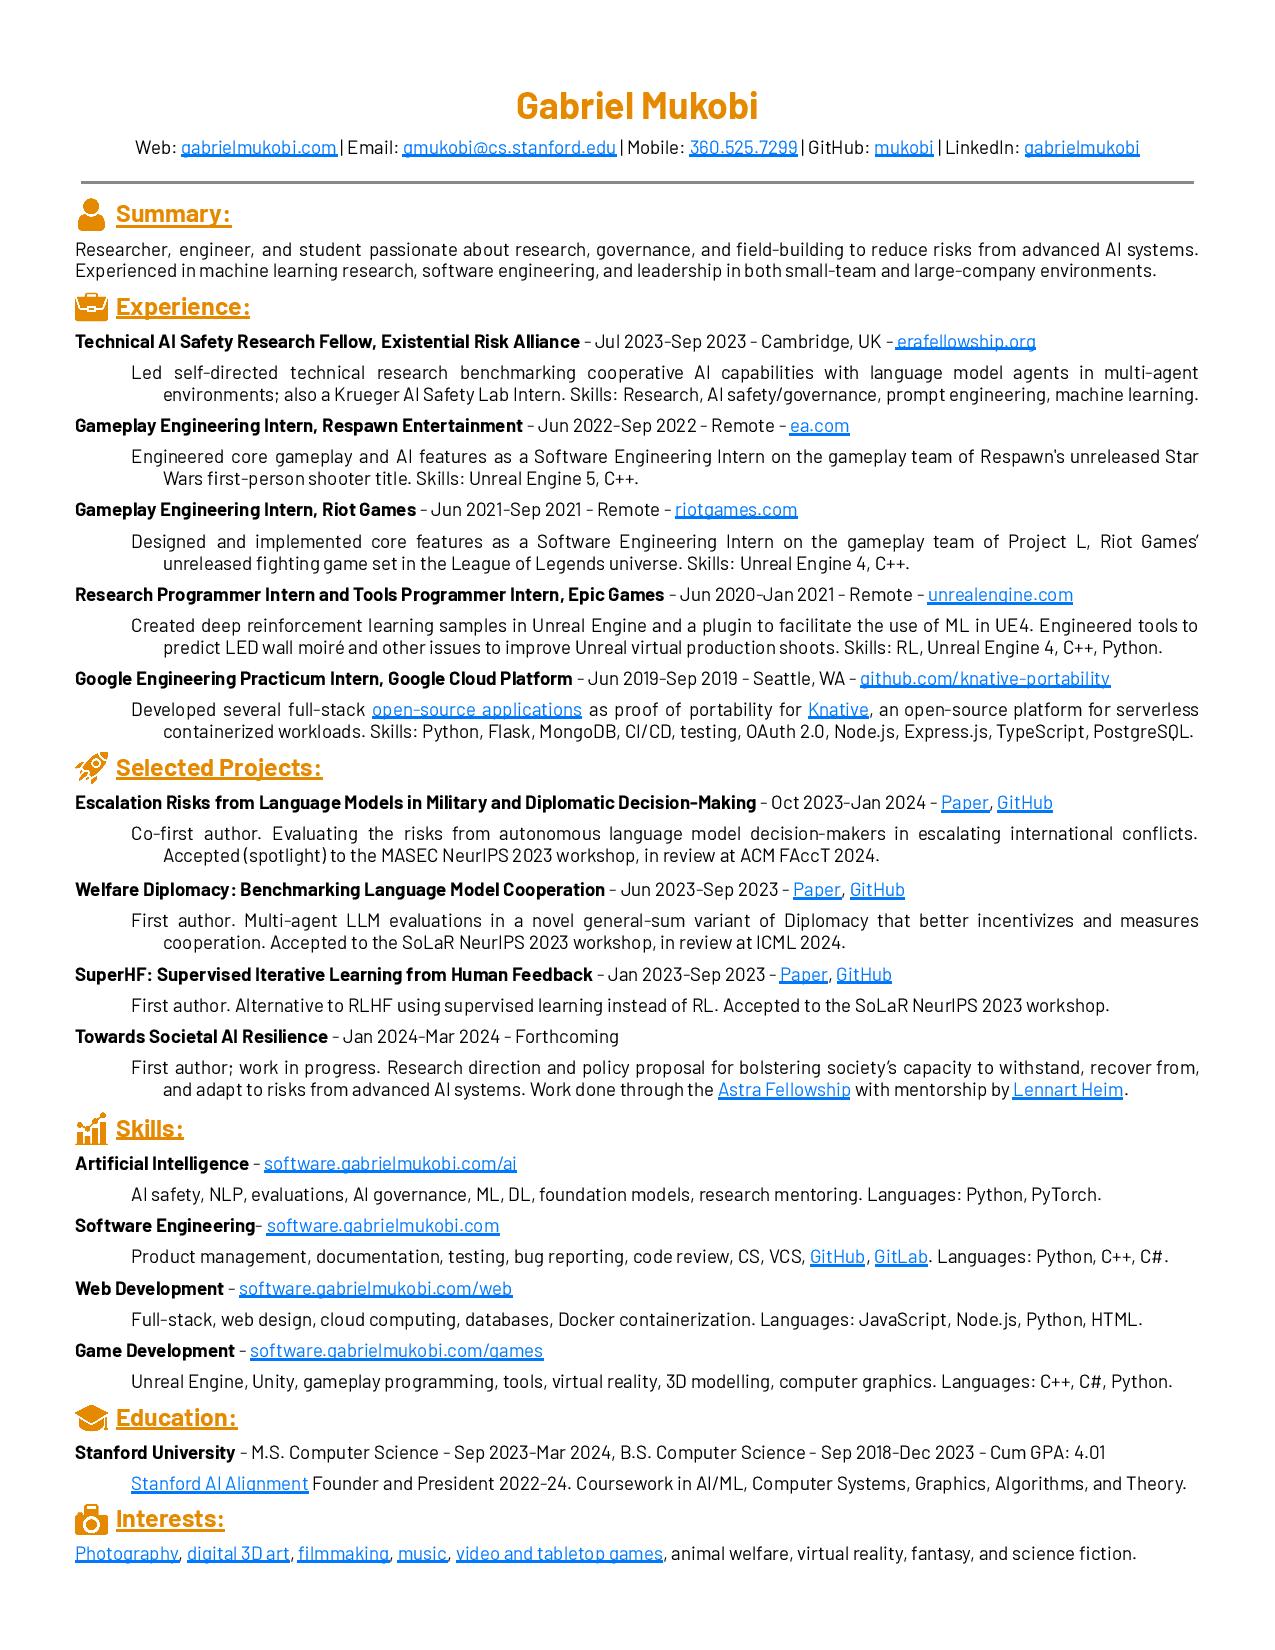 Gabriel Mukobi
Web: gabrielmukobi.com | Email: gmukobi@cs.stanford.edu | Mobile: 360.525.7299 | GitHub: mukobi | LinkedIn: gabrielmukobi
Summary:
Researcher, engineer, and student passionate about research, governance, and field-building to reduce risks from advanced AI systems.
Experienced in machine learning research, software engineering, and leadership in both small-team and large-company environments.
Experience:
Technical AI Safety Research Fellow, Existential Risk Alliance - Jul 2023-Sep 2023 - Cambridge, UK - erafellowship.org
Led self-directed technical research benchmarking cooperative AI capabilities with language model agents in multi-agent
environments; also a Krueger AI Safety Lab Intern. Skills: Research, AI safety/governance, prompt engineering, machine learning.
Gameplay Engineering Intern, Respawn Entertainment - Jun 2022-Sep 2022 - Remote - ea.com
Engineered core gameplay and AI features as a Software Engineering Intern on the gameplay team of Respawn's unreleased Star
Wars first-person shooter title. Skills: Unreal Engine 5, C++.
Gameplay Engineering Intern, Riot Games - Jun 2021-Sep 2021 - Remote - riotgames.com
Designed and implemented core features as a Software Engineering Intern on the gameplay team of Project L, Riot Games’
unreleased fighting game set in the League of Legends universe. Skills: Unreal Engine 4, C++.
Research Programmer Intern and Tools Programmer Intern, Epic Games - Jun 2020-Jan 2021 - Remote - unrealengine.com
Created deep reinforcement learning samples in Unreal Engine and a plugin to facilitate the use of ML in UE4. Engineered tools to
predict LED wall moiré and other issues to improve Unreal virtual production shoots. Skills: RL, Unreal Engine 4, C++, Python.
Google Engineering Practicum Intern, Google Cloud Platform - Jun 2019-Sep 2019 - Seattle, WA - github.com/knative-portability
Developed several full-stack open-source applications as proof of portability for Knative, an open-source platform for serverless
containerized workloads. Skills: Python, Flask, MongoDB, CI/CD, testing, OAuth 2.0, Node.js, Express.js, TypeScript, PostgreSQL.
Selected Projects:
Escalation Risks from Language Models in Military and Diplomatic Decision-Making - Oct 2023-Jan 2024 - Paper, GitHub
Co-first author. Evaluating the risks from autonomous language model decision-makers in escalating international conflicts.
Accepted (spotlight) to the MASEC NeurIPS 2023 workshop, in review at ACM FAccT 2024.
Welfare Diplomacy: Benchmarking Language Model Cooperation - Jun 2023-Sep 2023 - Paper, GitHub
First author. Multi-agent LLM evaluations in a novel general-sum variant of Diplomacy that better incentivizes and measures
cooperation. Accepted to the SoLaR NeurIPS 2023 workshop, in review at ICML 2024.
SuperHF: Supervised Iterative Learning from Human Feedback - Jan 2023-Sep 2023 - Paper, GitHub
First author. Alternative to RLHF using supervised learning instead of RL. Accepted to the SoLaR NeurIPS 2023 workshop.
Towards Societal AI Resilience - Jan 2024-Mar 2024 - Forthcoming
First author; work in progress. Research direction and policy proposal for bolstering society’s capacity to withstand, recover from,
and adapt to risks from advanced AI systems. Work done through the Astra Fellowship with mentorship by Lennart Heim.
Skills:
Artificial Intelligence - software.gabrielmukobi.com/ai
AI safety, NLP, evaluations, AI governance, ML, DL, foundation models, research mentoring. Languages: Python, PyTorch.
Software Engineering- software.gabrielmukobi.com
Product management, documentation, testing, bug reporting, code review, CS, VCS, GitHub, GitLab. Languages: Python, C++, C#.
Web Development - software.gabrielmukobi.com/web
Full-stack, web design, cloud computing, databases, Docker containerization. Languages: JavaScript, Node.js, Python, HTML.
Game Development - software.gabrielmukobi.com/games
Unreal Engine, Unity, gameplay programming, tools, virtual reality, 3D modelling, computer graphics. Languages: C++, C#, Python.
Education:
Stanford University - M.S. Computer Science - Sep 2023-Mar 2024, B.S. Computer Science - Sep 2018-Dec 2023 - Cum GPA: 4.01
Stanford AI Alignment Founder and President 2022-24. Coursework in AI/ML, Computer Systems, Graphics, Algorithms, and Theory.
Interests:
Photography, digital 3D art, filmmaking, music, video and tabletop games, animal welfare, virtual reality, fantasy, and science fiction.